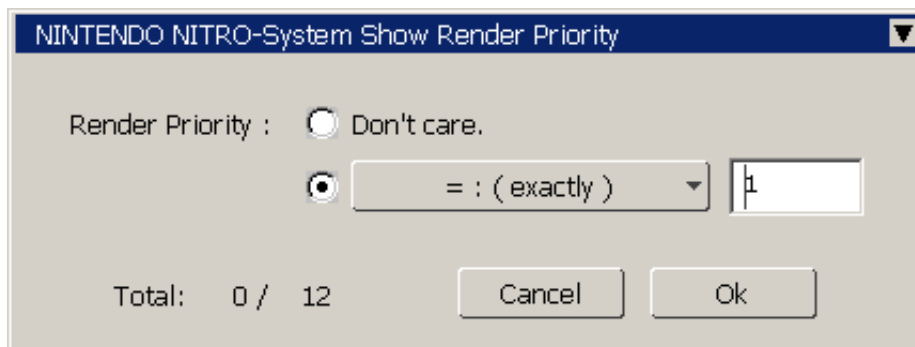 NINTENDO NITRO-System Show Render Priority
Render Priority : Don't care.
= : ( exactly ) 1
Total: 0 / 12 Cancel Ok